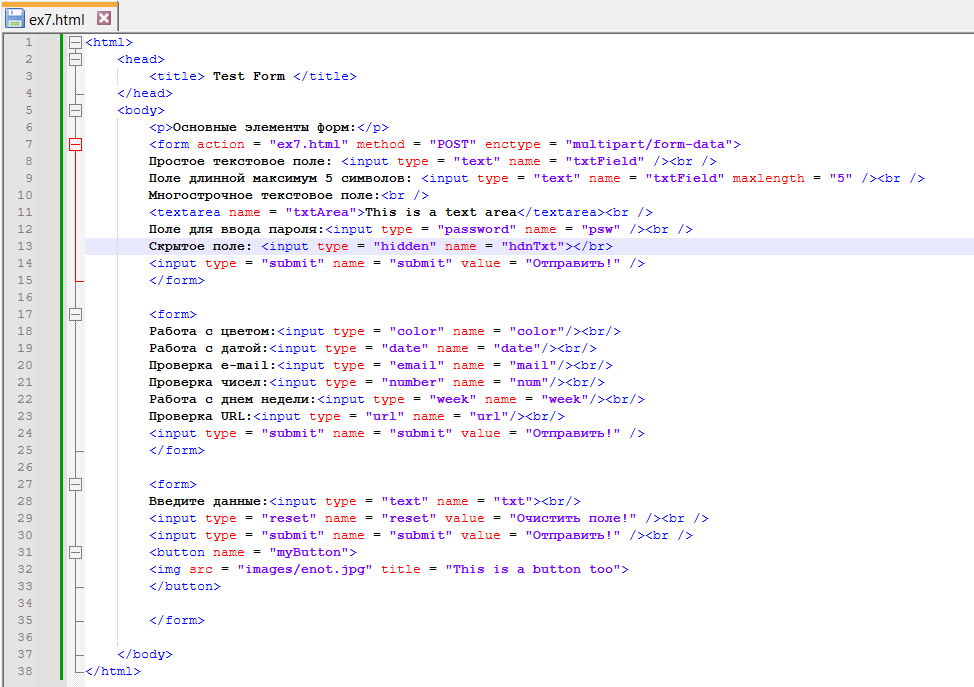 ex7.html
1 <html>
2 <head>
3 <title> Test Form </title>
4 </head>
5 <body>
6 <p>Основные элементы форм:</p>
7 <form action = "ex7.html" method = "POST" enctype = "multipart/form-data">
8 Простое текстовое поле: <input type = "text" name = "txtField" /><br />
9 Поле длинной максимум 5 символов: <input type = "text" name = "txtField" maxlength = "5" /><br />
10 Многострочное текстовое поле:<br />
11 <textarea name = "txtArea">This is a text area</textarea><br />
12 Поле для ввода пароля:<input type = "password" name = "psw" /><br />
13 Скрытое поле: <input type = "hidden" name = "hdnTxt"></br>
14 <input type = "submit" name = "submit" value = "Отправить!" />
15 </form>
16
17 <form>
18 Работа с цветом:<input type = "color" name = "color"/><br/>
19 Работа с датой:<input type = "date" name = "date"/><br/>
20 Проверка e-mail:<input type = "email" name = "mail"/><br/>
21 Проверка чисел:<input type = "number" name = "num"/><br/>
22 Работа с днем недели:<input type = "week" name = "week"/><br/>
23 Проверка URL:<input type = "url" name = "url"/><br/>
24 <input type = "submit" name = "submit" value = "Отправить!" />
25 </form>
26
27 <form>
28 Введите данные:<input type = "text" name = "txt"><br/>
29 <input type = "reset" name = "reset" value = "Очистить поле!" /><br />
30 <input type = "submit" name = "submit" value = "Отправить!" /><br />
31 <button name = "myButton">
32 <img src = "images/enot.jpg" title = "This is a button too">
33 </button>
34
35 </form>
36
37 </body>
38 </html>